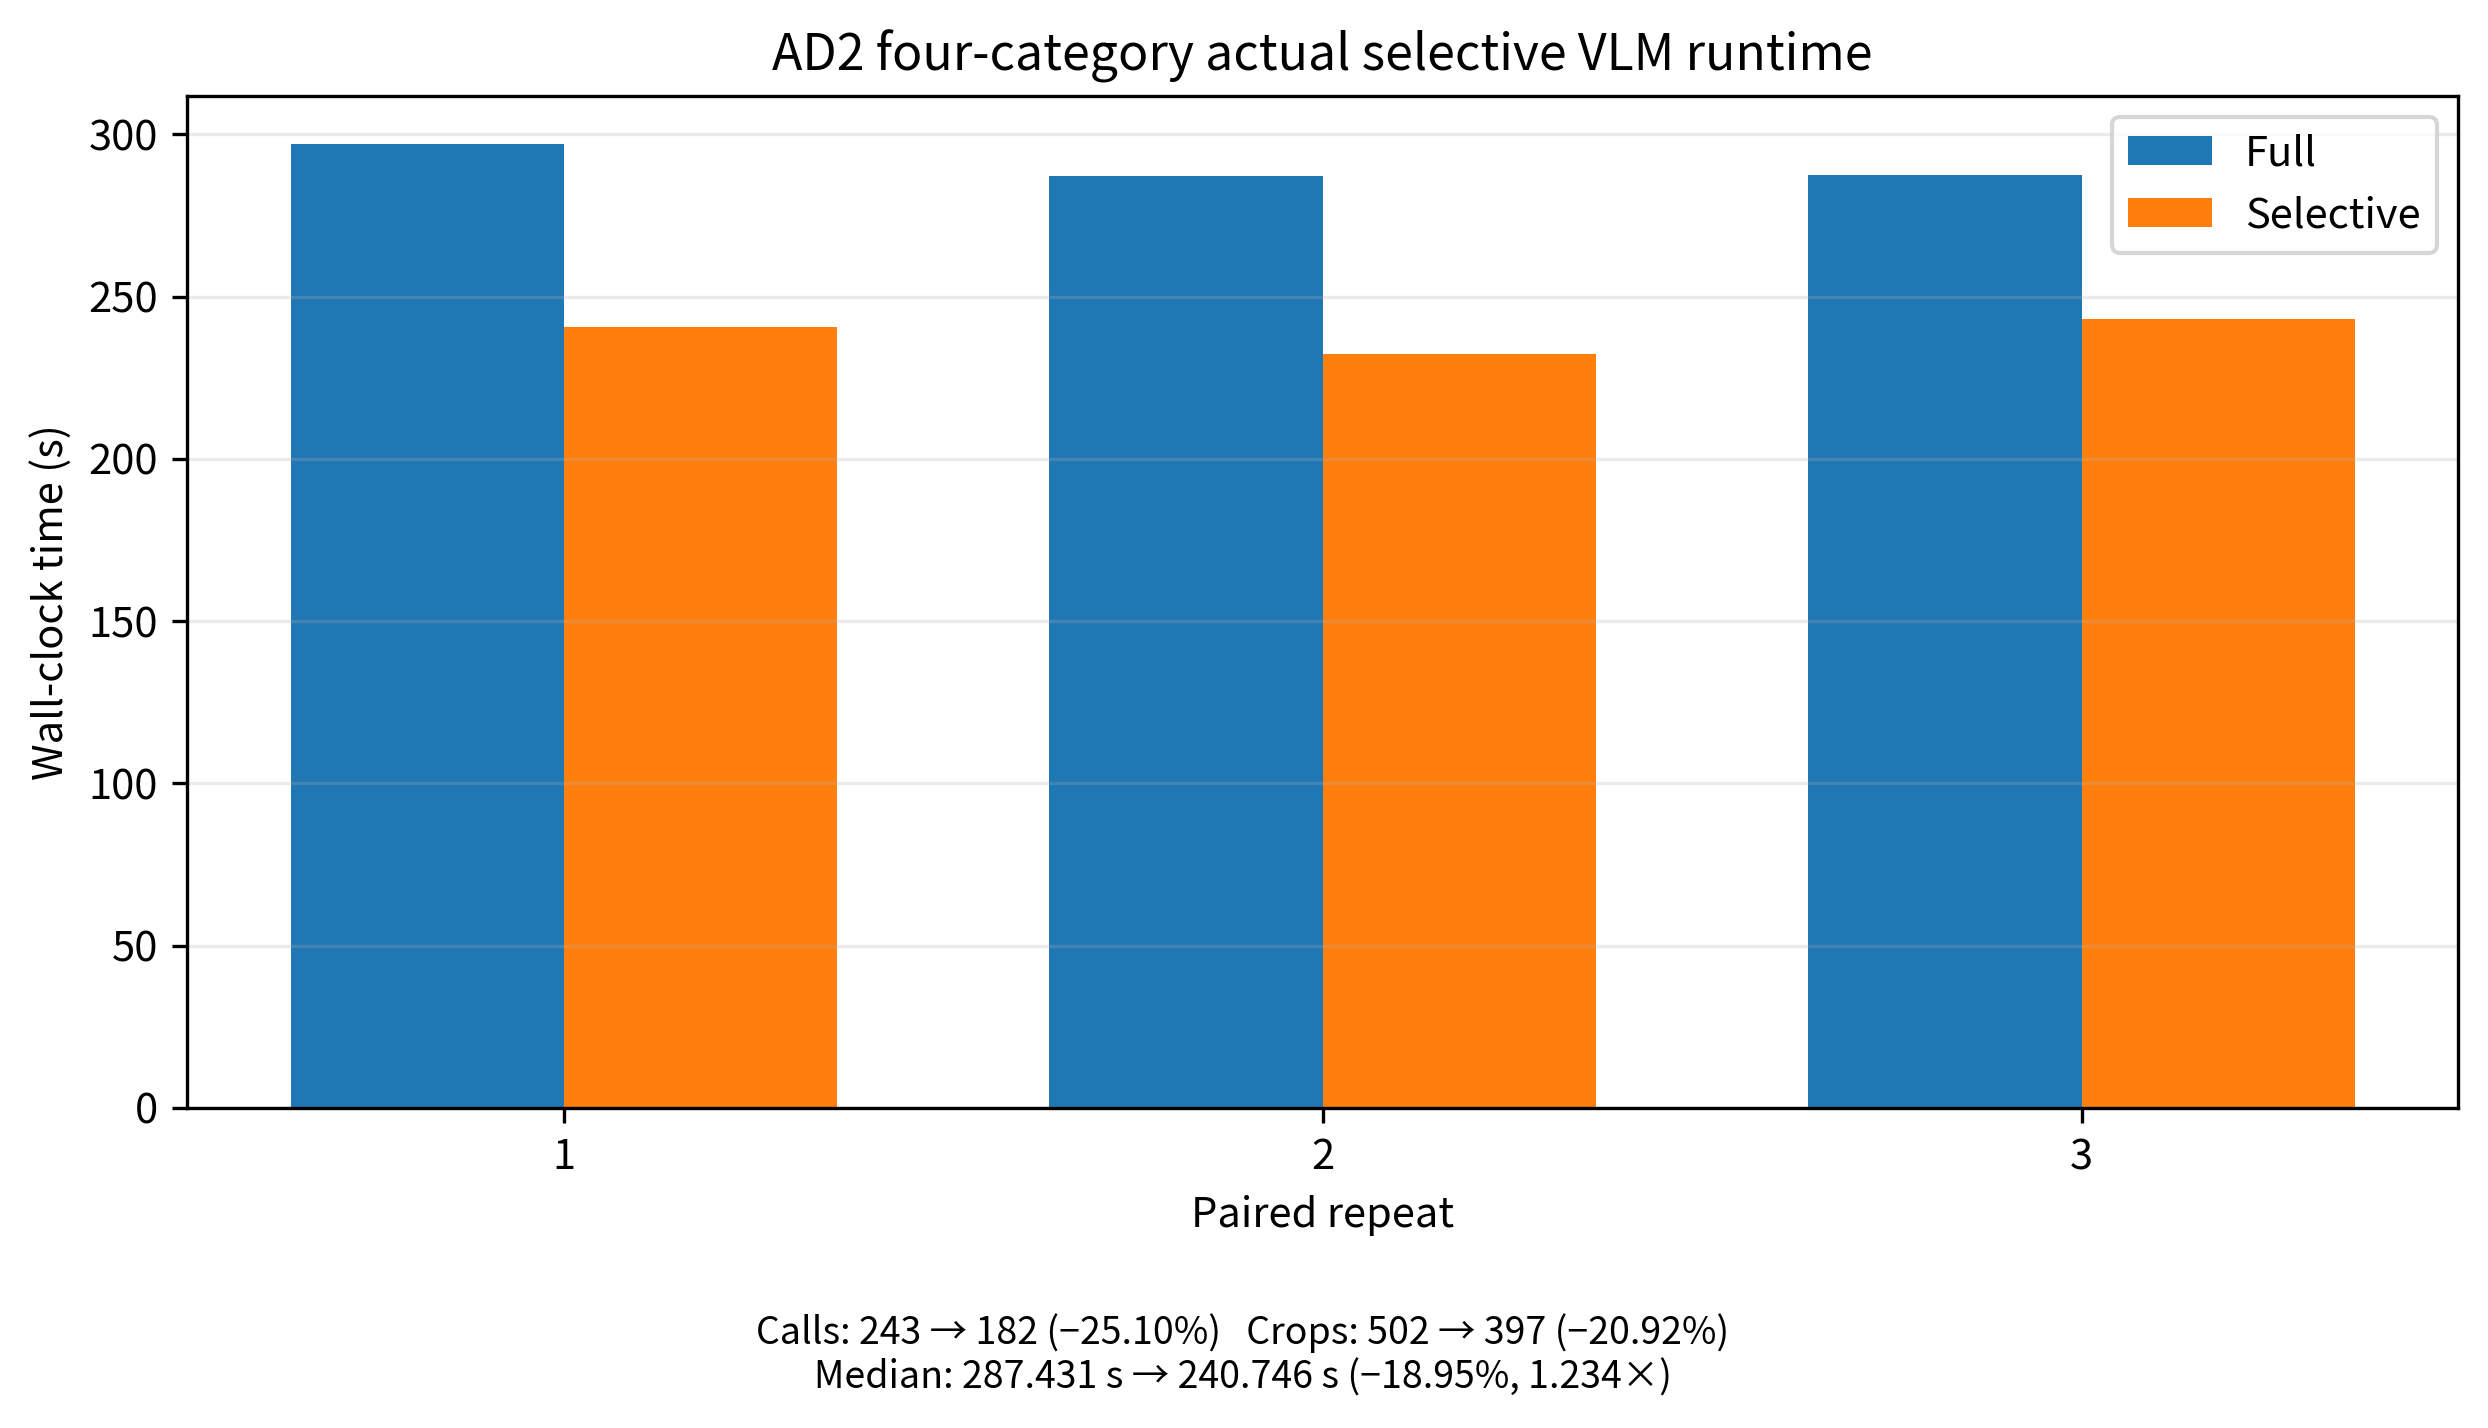 AD2 four-category actual selective VLM runtime
300
250
200
150
100
50
0
Wall-clock time (s)
Full
Selective
1
2
3
Paired repeat
Calls: 243 → 182 (−25.10%)   Crops: 502 → 397 (−20.92%)
Median: 287.431 s → 240.746 s (−18.95%, 1.234×)